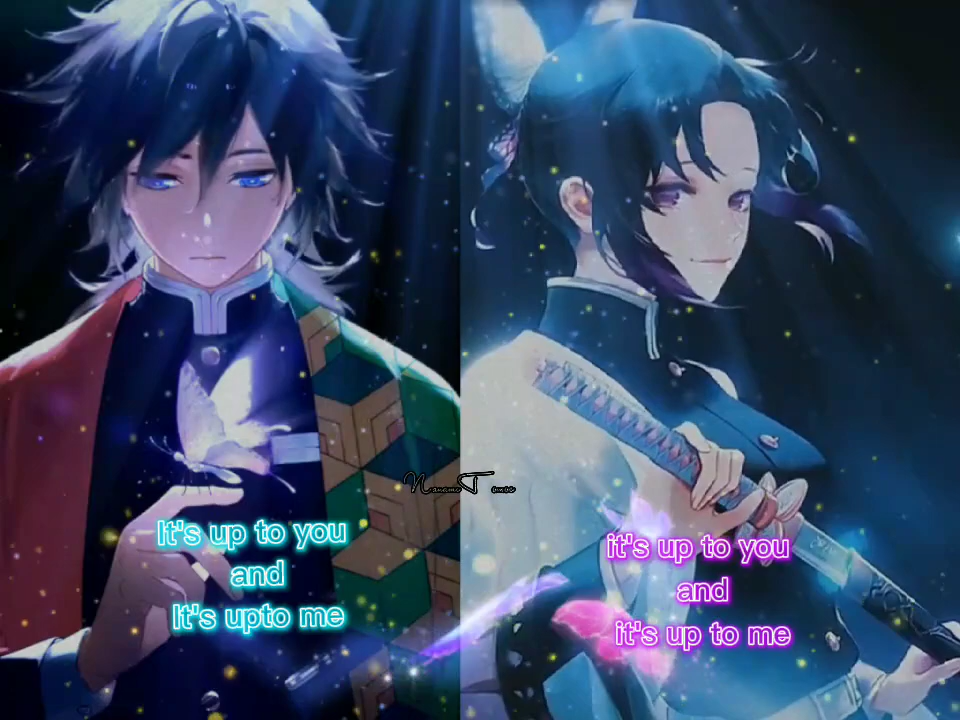 It's up to you
and
It's upto me
it's up to you
and
it's up to me